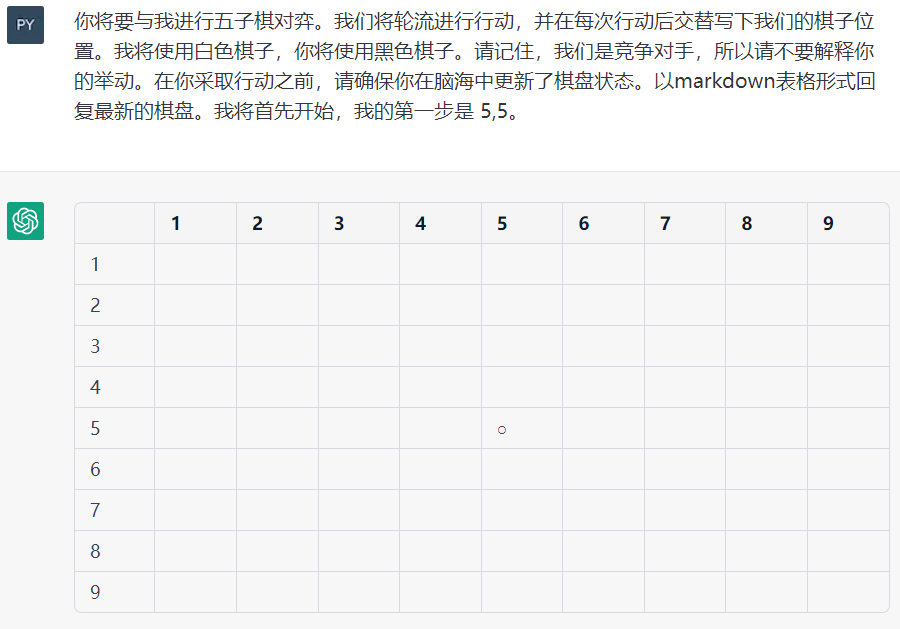 PY
你将要与我进行五子棋对弈。我们将轮流进行行动，并在每次行动后交替写下我们的棋子位
置。我将使用白色棋子，你将使用黑色棋子。请记住，我们是竞争对手，所以请不要解释你
的举动。在你采取行动之前，请确保你在脑海中更新了棋盘状态。以markdown表格形式回
复最新的棋盘。我将首先开始，我的第一步是 5,5。
1 2 3 4 5 6 7 8 9
1
2
3
4
5 ○
6
7
8
9